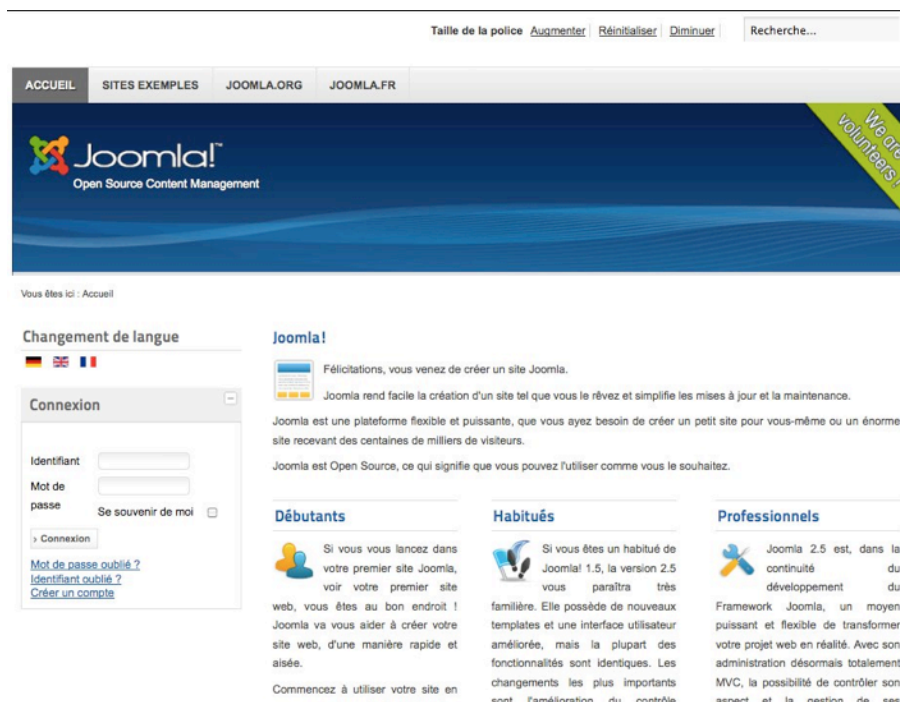 Taille de la police Augmenter Réinitialiser Diminuer Recherche...
ACCUEIL SITES EXEMPLES JOOMLA.ORG JOOMLA.FR
We are
volunteers !
Joomla!™
Open Source Content Management
Vous êtes ici : Accueil
Changement de langue
Connexion
Identifiant
Mot de
passe
Se souvenir de moi
› Connexion
Mot de passe oublié ?
Identifiant oublié ?
Créer un compte
Joomla!
Félicitations, vous venez de créer un site Joomla.
Joomla rend facile la création d'un site tel que vous le rêvez et simplifie les mises à jour et la maintenance.
Joomla est une plateforme flexible et puissante, que vous ayez besoin de créer un petit site pour vous-même ou un énorme
site recevant des centaines de milliers de visiteurs.
Joomla est Open Source, ce qui signifie que vous pouvez l'utiliser comme vous le souhaitez.
Débutants
Si vous vous lancez dans
votre premier site Joomla,
voir votre premier site
web, vous êtes au bon endroit !
Joomla va vous aider à créer votre
site web, d'une manière rapide et
aisée.
Commencez à utiliser votre site en
Habitués
Si vous êtes un habitué de
Joomla! 1.5, la version 2.5
vous paraîtra très
familière. Elle possède de nouveaux
templates et une interface utilisateur
améliorée, mais la plupart des
fonctionnalités sont identiques. Les
changements les plus importants
sont l'amélioration du contrôle
Professionnels
Joomla 2.5 est, dans la
continuité du
développement du
Framework Joomla, un moyen
puissant et flexible de transformer
votre projet web en réalité. Avec son
administration désormais totalement
MVC, la possibilité de contrôler son
aspect et la gestion de ses